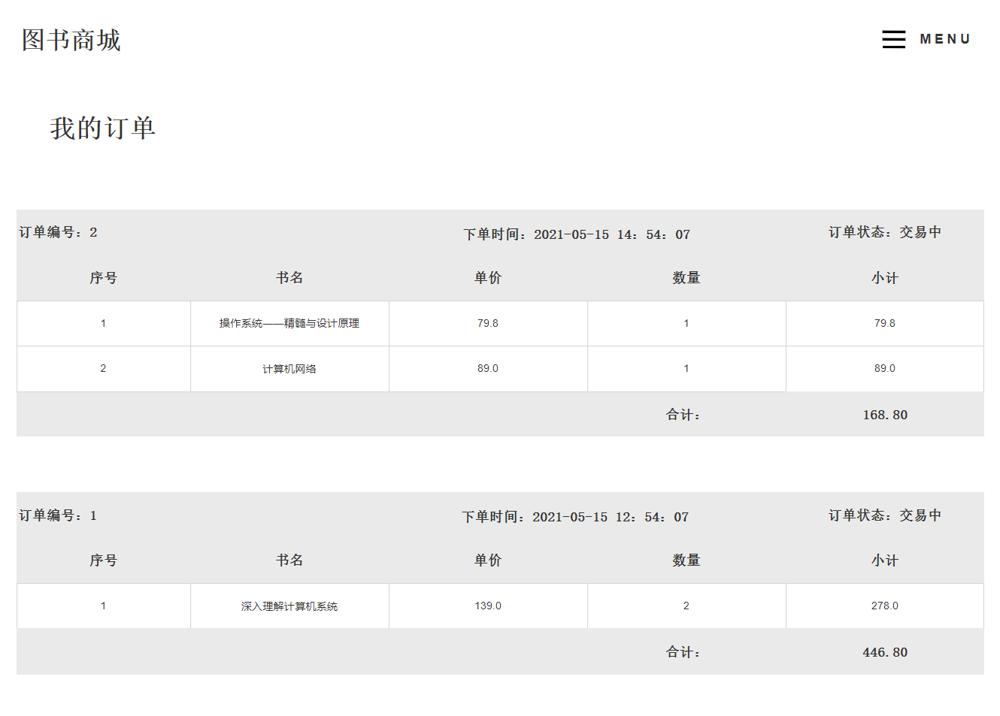 图书商城
MENU
我的订单
订单编号：2 下单时间：2021-05-15 14：54：07 订单状态：交易中
序号 书名 单价 数量 小计
1 操作系统——精髓与设计原理 79.8 1 79.8
2 计算机网络 89.0 1 89.0
合计： 168.80
订单编号：1 下单时间：2021-05-15 12：54：07 订单状态：交易中
序号 书名 单价 数量 小计
1 深入理解计算机系统 139.0 2 278.0
合计： 446.80